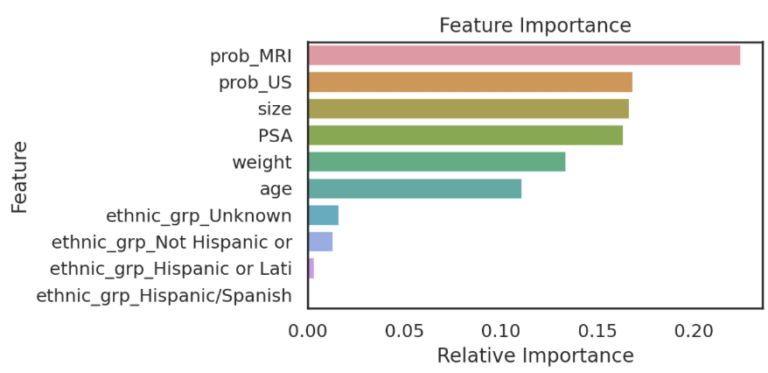 Feature Importance
prob_MRI
prob_US
size
PSA
weight
age
ethnic_grp_Unknown
ethnic_grp_Not Hispanic or
ethnic_grp_Hispanic or Lati
ethnic_grp_Hispanic/Spanish
Feature
0.00 0.05 0.10 0.15 0.20
Relative Importance